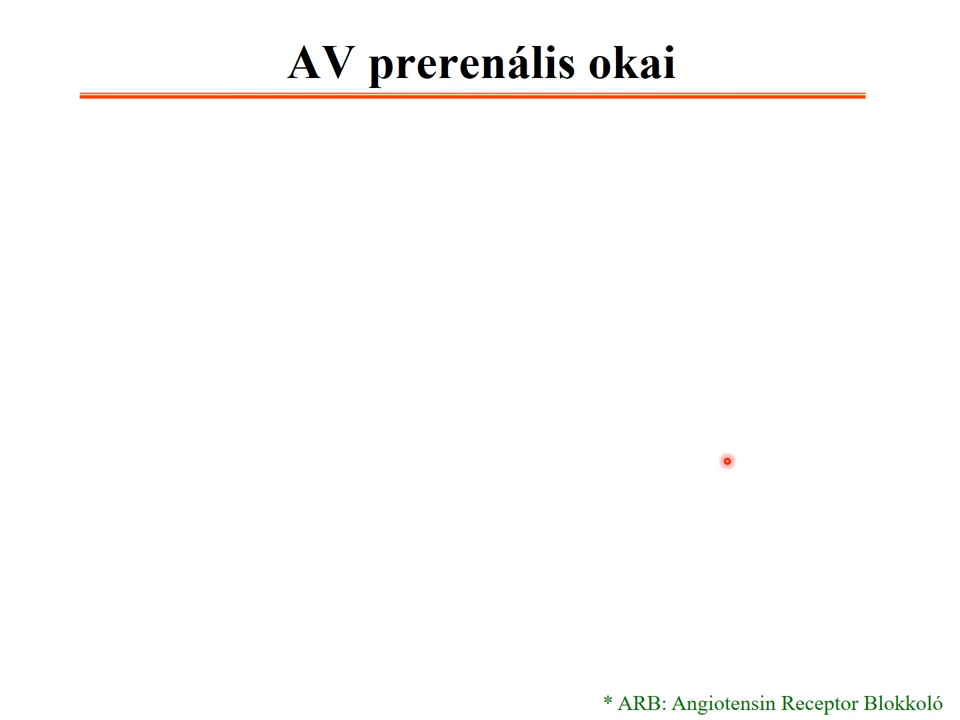 AV prerenális okai
* ARB: Angiotensin Receptor Blokkoló